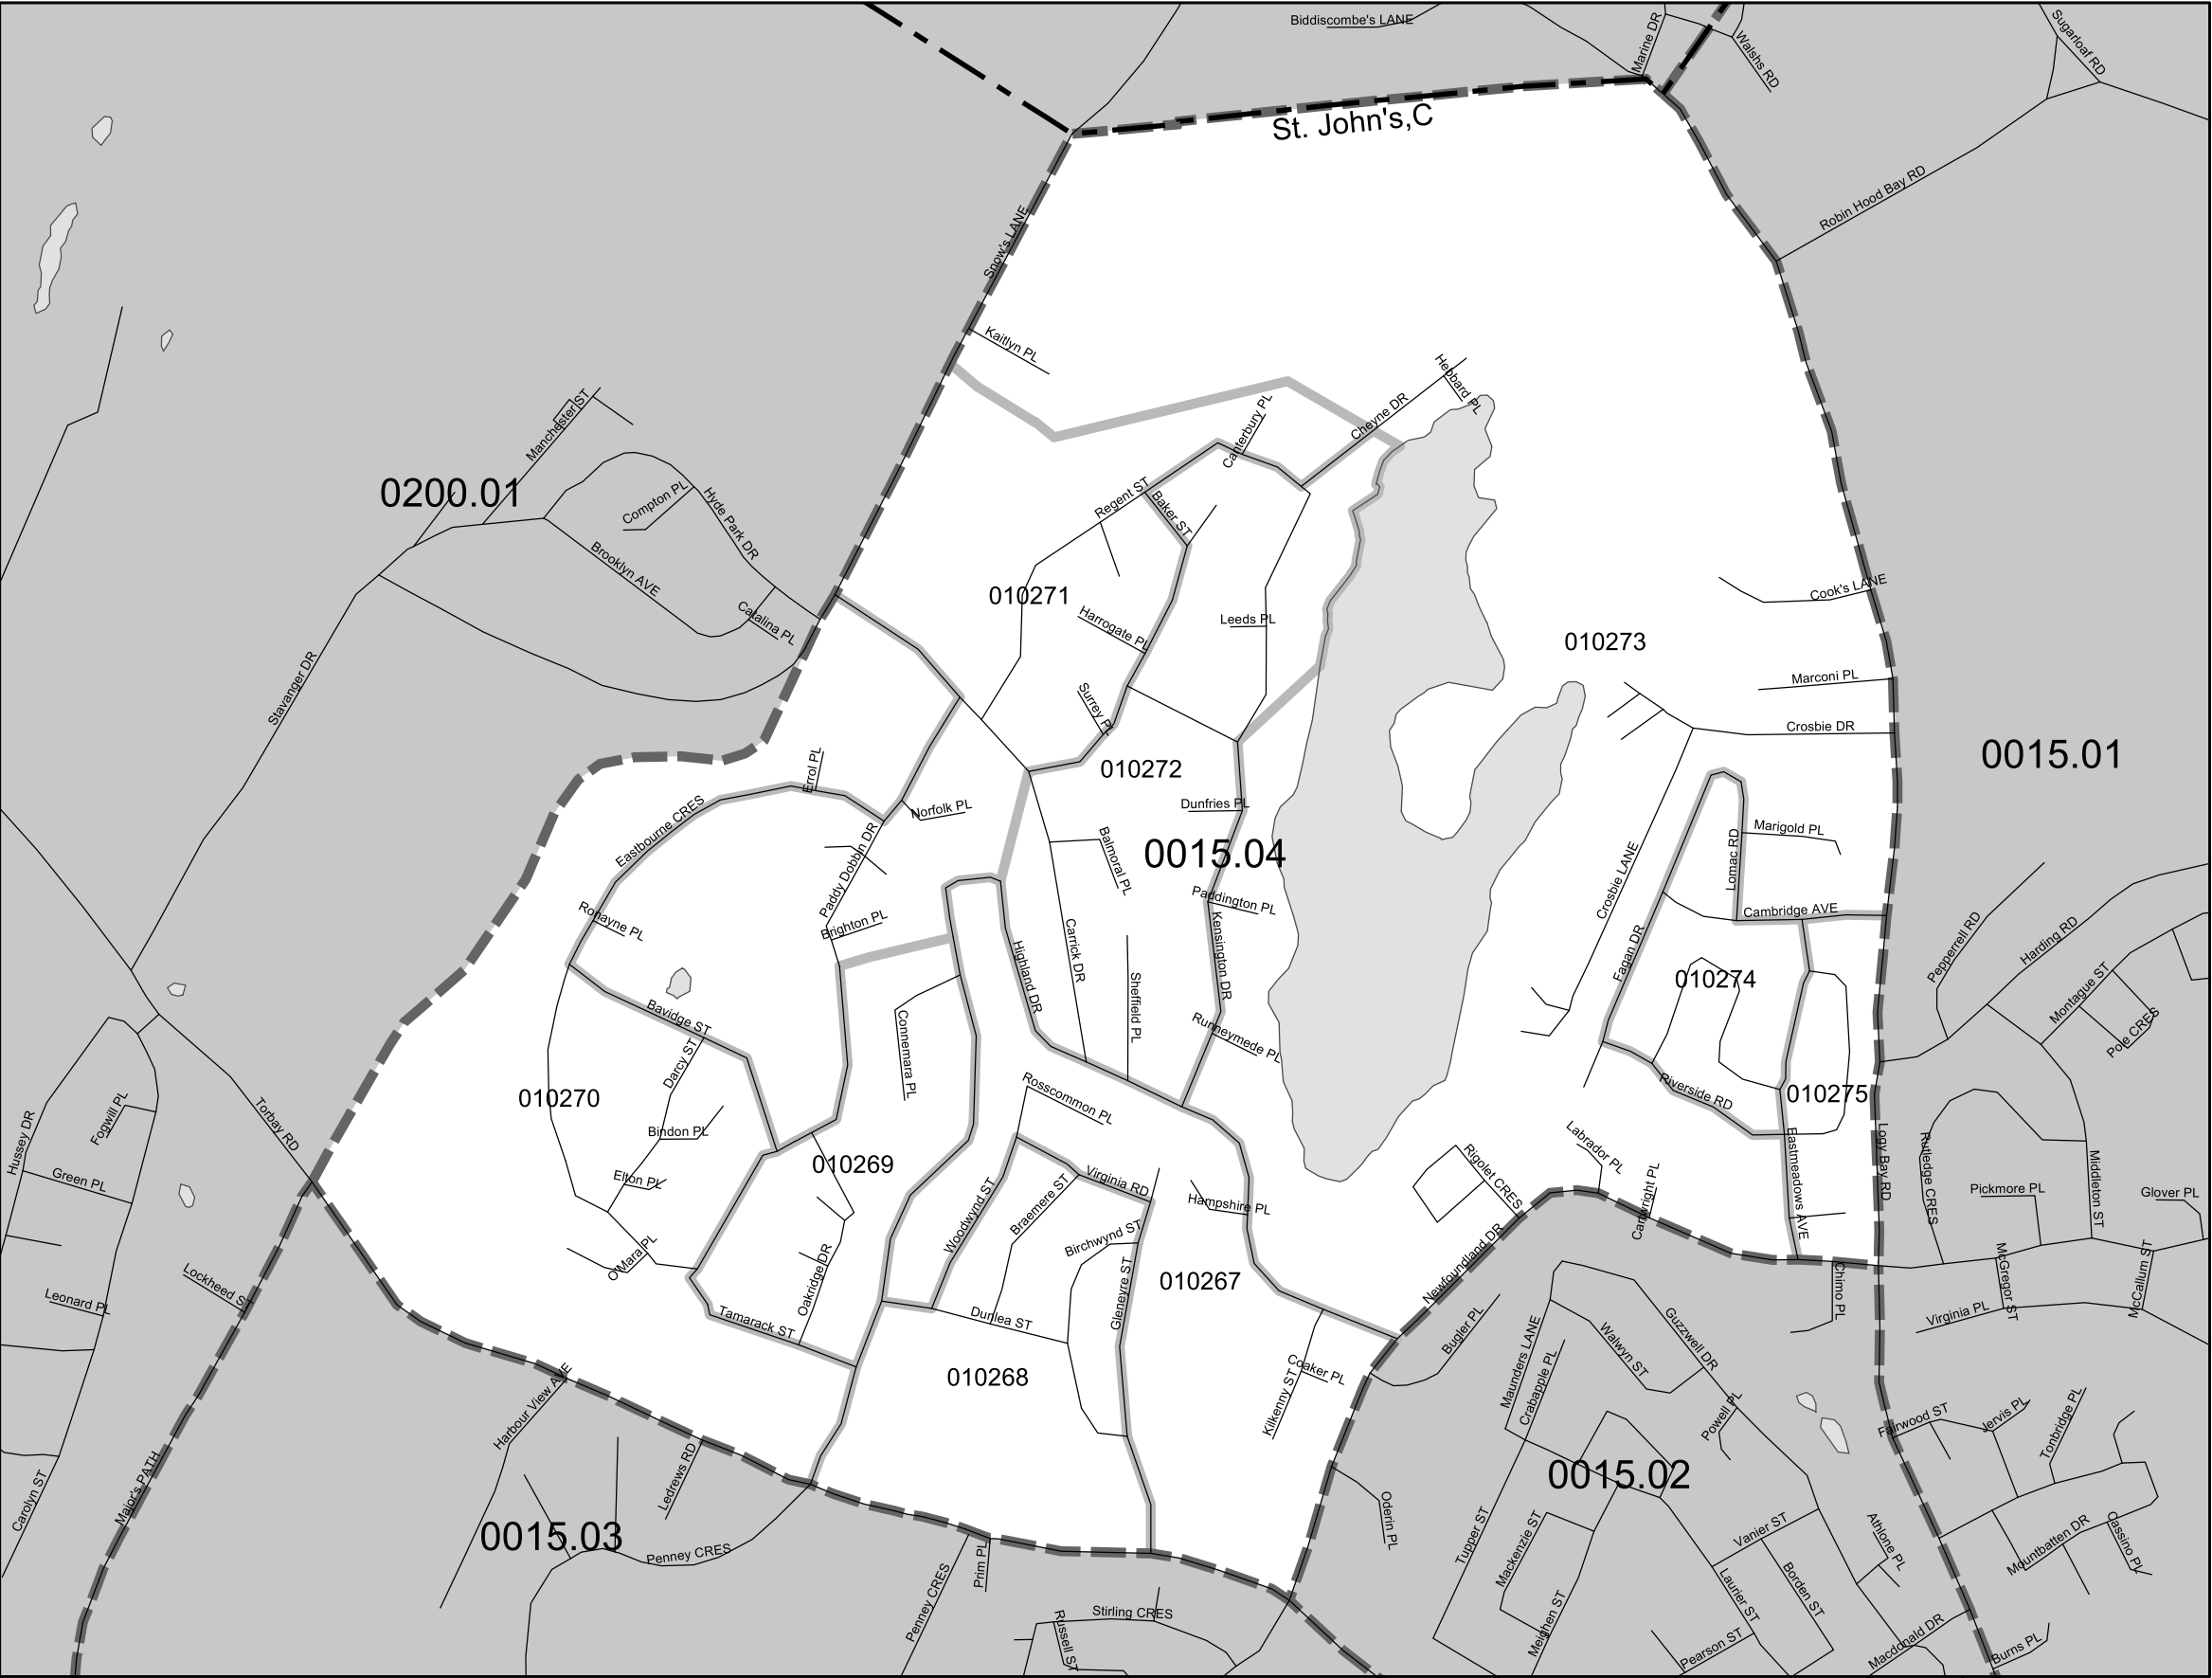 Biddiscombe's LANE
Marine DR
Walshs RD
Sugarloaf RD
St. John's,C
Robin Hood Bay RD
Snow's LANE
Kaitlyn PL
Hebbard PL
Cheyne DR
Canterbury PL
Manchester ST
0200.01
Compton PL
Hyde Park DR
Regent ST
Baker ST
Brooklyn AVE
Catalina PL
010271
Harrogate PL
Leeds PL
Cook's LANE
010273
Stavanger DR
Surrey PL
Marconi PL
Crosbie DR
0015.01
Errol PL
010272
Norfolk PL
Dunfries PL
Eastbourne CRES
Paddy Dobbin DR
Balmoral PL
0015.04
Marigold PL
Lomac RD
Crosbie LANE
Ronayne PL
Brighton PL
Paddington PL
Cambridge AVE
Kensington DR
Carrick DR
Highland DR
Fagan DR
Pepperrell RD
Harding RD
Sheffield PL
010274
Montague ST
Pole CRES
Bavidge ST
Connemara PL
Runneymede PL
Darcy ST
010270
Rosscommon PL
Riverside RD
010275
Torbay RD
Fogwill PL
Hussey DR
Bindon PL
Green PL
Elton PL
010269
Virginia RD
Braemere ST
Woodwynd ST
Hampshire PL
Rigolet CRES
Labrador PL
Cartwright PL
Eastmeadows AVE
Logy Bay RD
Rutledge CRES
Pickmore PL
Middleton ST
Glover PL
O'Mara PL
Oakridge DR
Birchwynd ST
Gleneyre ST
010267
Newfoundland DR
Lockheed ST
Leonard PL
Tamarack ST
Dunlea ST
Chimo PL
McGregor ST
McCallum ST
Virginia PL
Bugler PL
Maunders LANE
Crabapple PL
Walwyn ST
Guzzwell DR
010268
Coaker PL
Kilkenny ST
Harbour View AVE
Powell PL
Fairwood ST
Jervis PL
Tonbridge PL
Ledrews RD
Carolyn ST
Major's PATH
0015.03
0015.02
Oderin PL
Penney CRES
Prim PL
Penney CRES
Tupper ST
Mackenzie ST
Vanier ST
Athlone PL
Mountbatten DR
Cassino PL
Stirling CRES
Russell ST
Meighen ST
Laurier ST
Borden ST
Pearson ST
Macdonald DR
Burns PL